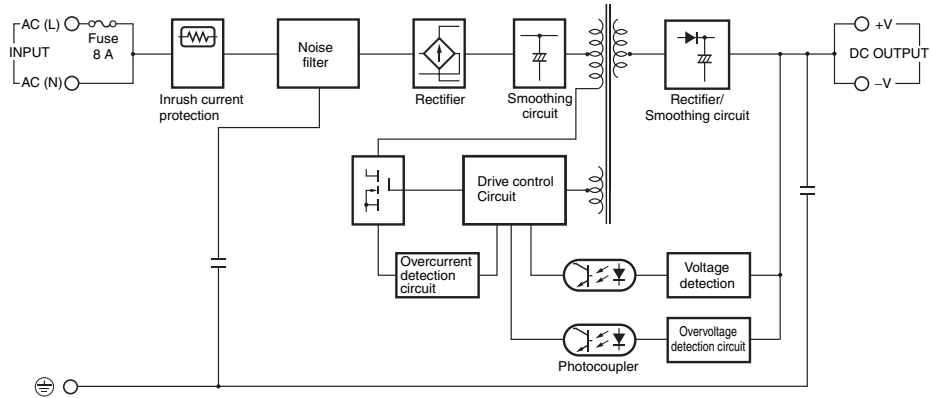 AC (L)
Fuse
8 A
INPUT
AC (N)
Inrush current
protection
Noise
filter
Rectifier
Smoothing
circuit
Rectifier/
Smoothing circuit
+V
DC OUTPUT
–V
Drive control
Circuit
Overcurrent
detection
circuit
Voltage
detection
Overvoltage
detection circuit
Photocoupler